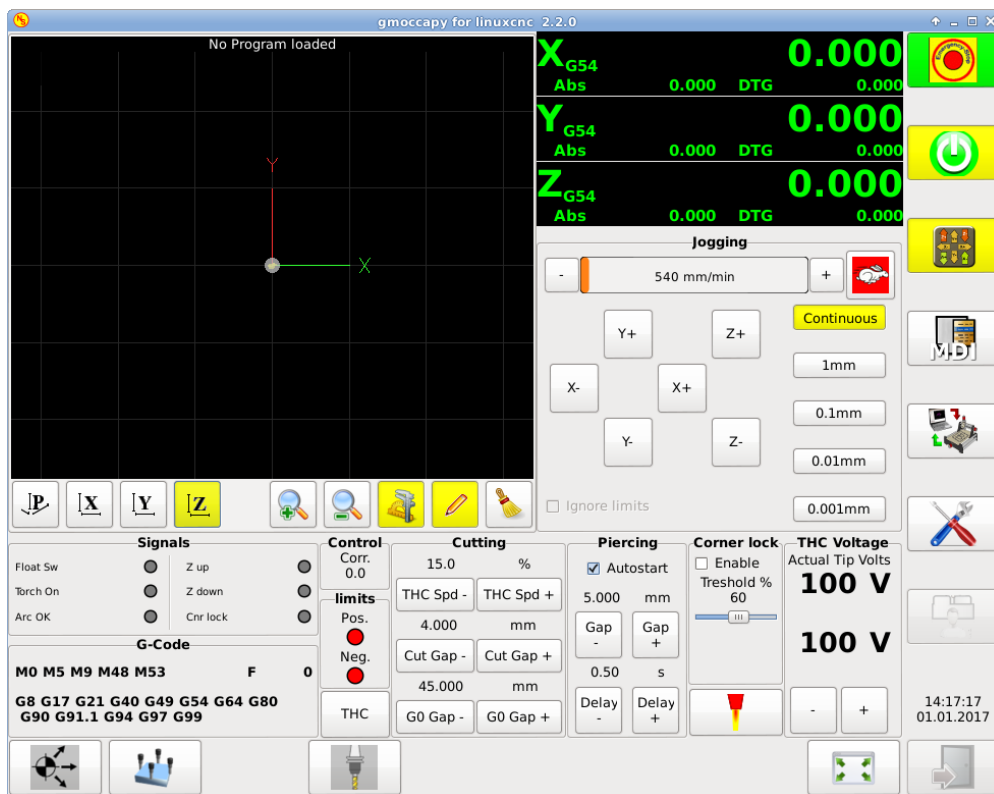 gmoccapy for linuxcnc 2.2.0
No Program loaded
Y
X
X G54 0.000
Abs 0.000 DTG 0.000
Y G54 0.000
Abs 0.000 DTG 0.000
Z G54 0.000
Abs 0.000 DTG 0.000
Emergency-Stop
Jogging
- 540 mm/min +
Continuous
Y+ Z+
1mm
X- X+
0.1mm
Y- Z-
0.01mm
Ignore limits
0.001mm
MDI
P X Y Z
Signals
Float Sw Z up
Torch On Z down
Arc OK Cnr lock
G-Code
M0 M5 M9 M48 M53 F 0
G8 G17 G21 G40 G49 G54 G64 G80
G90 G91.1 G94 G97 G99
Control
Corr.
0.0
limits
Pos.
Neg.
THC
Cutting
15.0 %
THC Spd - THC Spd +
4.000 mm
Cut Gap - Cut Gap +
45.000 mm
G0 Gap - G0 Gap +
Piercing
Autostart
5.000 mm
Gap
-
Gap
+
0.50 s
Delay
-
Delay
+
Corner lock
Enable
Treshold %
60
THC Voltage
Actual Tip Volts
100 V
100 V
- +
14:17:17
01.01.2017